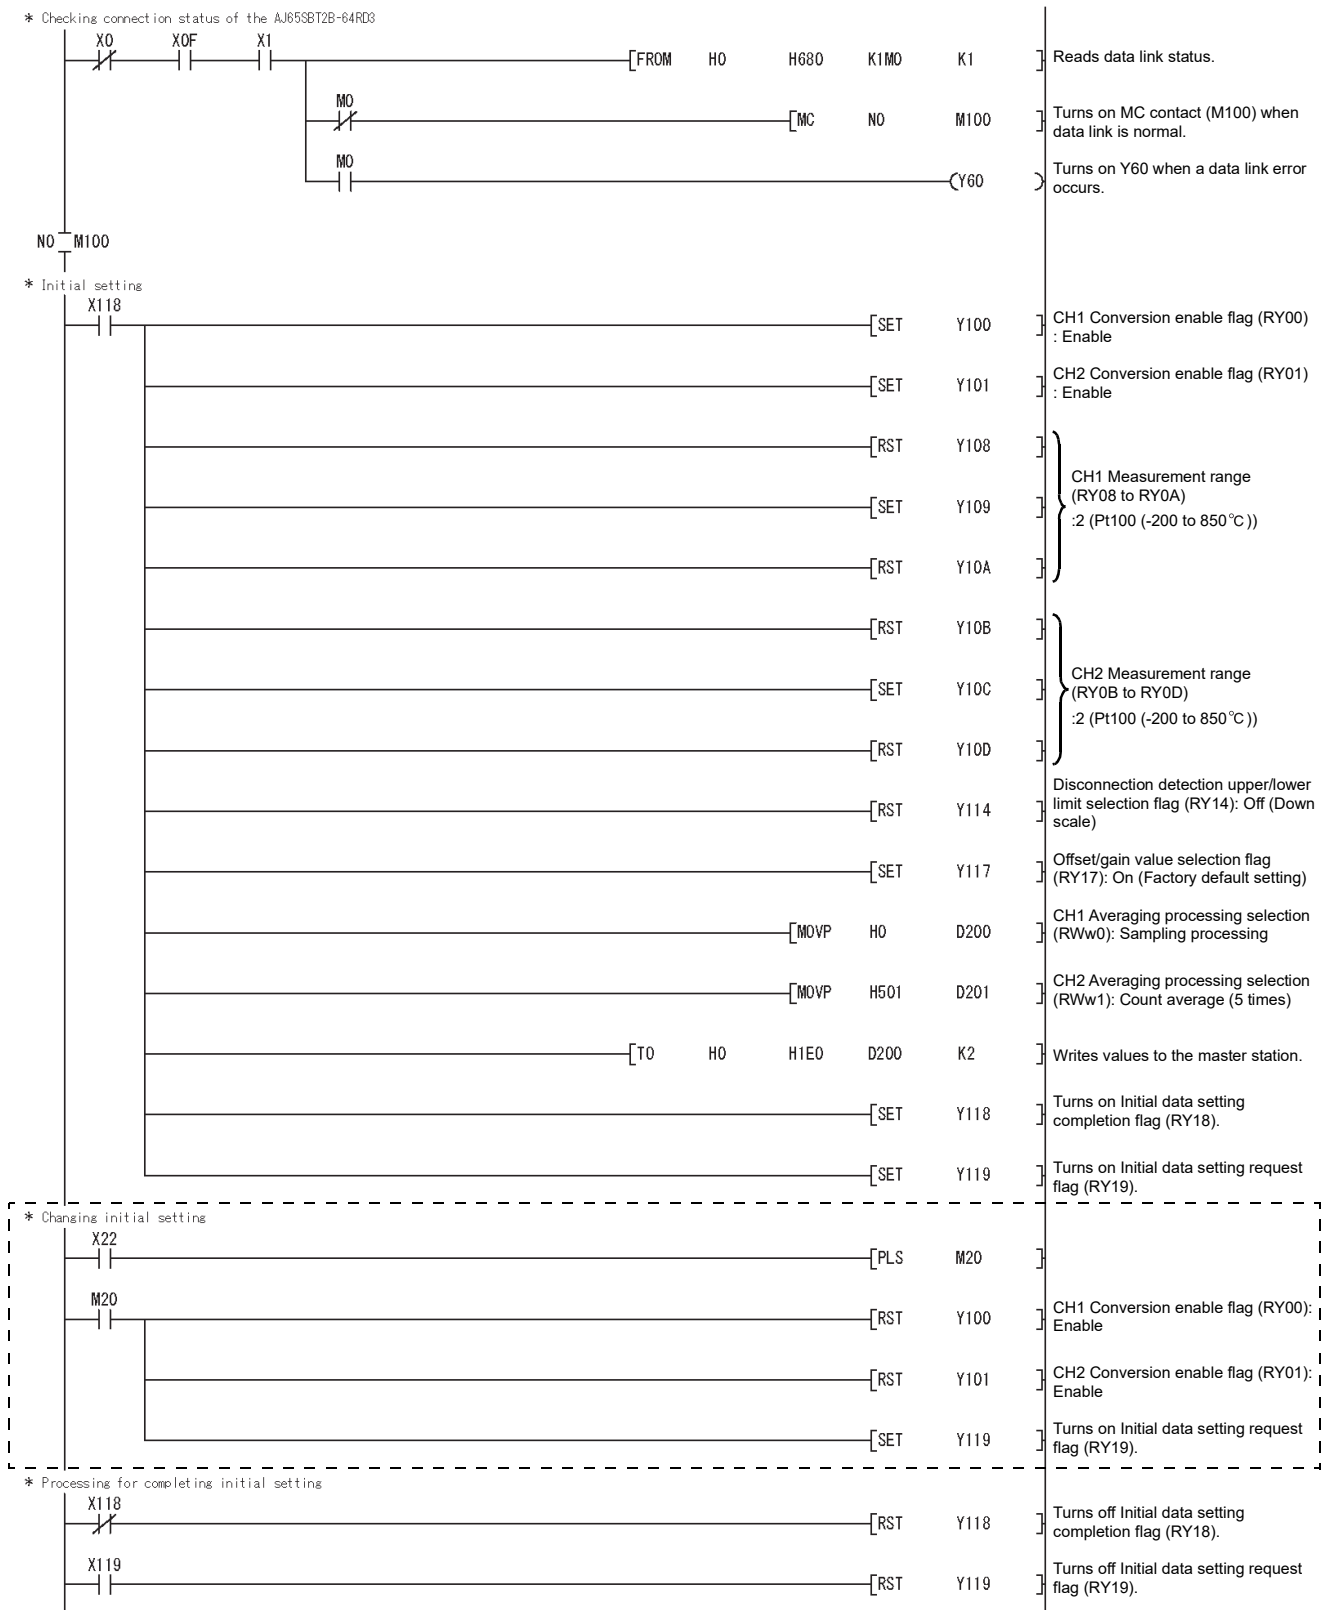 * Checking connection status of the AJ65SBT2B-64RD3
X0 X0F X1
FROM H0 H680 K1M0 K1
Reads data link status.
M0
MC N0 M100
Turns on MC contact (M100) when
data link is normal.
M0
Y60
Turns on Y60 when a data link error
occurs.
N0 M100
* Initial setting
X118
SET Y100
CH1 Conversion enable flag (RY00)
: Enable
SET Y101
CH2 Conversion enable flag (RY01)
: Enable
RST Y108
SET Y109
RST Y10A
CH1 Measurement range
(RY08 to RY0A)
:2 (Pt100 (-200 to 850°C))
RST Y10B
SET Y10C
RST Y10D
CH2 Measurement range
(RY0B to RY0D)
:2 (Pt100 (-200 to 850°C))
RST Y114
Disconnection detection upper/lower
limit selection flag (RY14): Off (Down
scale)
SET Y117
Offset/gain value selection flag
(RY17): On (Factory default setting)
MOVP H0 D200
CH1 Averaging processing selection
(RWw0): Sampling processing
MOVP H501 D201
CH2 Averaging processing selection
(RWw1): Count average (5 times)
TO H0 H1E0 D200 K2
Writes values to the master station.
SET Y118
Turns on Initial data setting
completion flag (RY18).
SET Y119
Turns on Initial data setting request
flag (RY19).
* Changing initial setting
X22
PLS M20
M20
RST Y100
CH1 Conversion enable flag (RY00):
Enable
RST Y101
CH2 Conversion enable flag (RY01):
Enable
SET Y119
Turns on Initial data setting request
flag (RY19).
* Processing for completing initial setting
X118
RST Y118
Turns off Initial data setting
completion flag (RY18).
X119
RST Y119
Turns off Initial data setting request
flag (RY19).